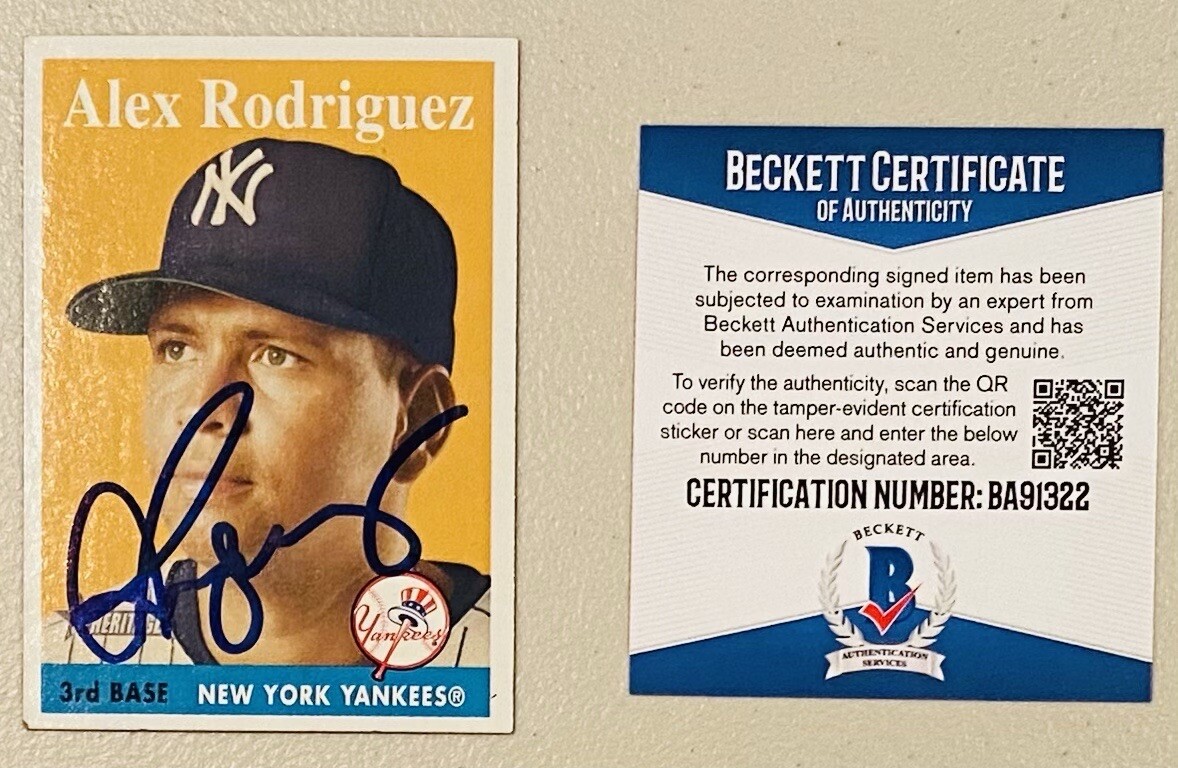 Alex Rodriguez
NY
HERITAGE
Yankees
3rd BASE NEW YORK YANKEES®
BECKETT CERTIFICATE
OF AUTHENTICITY
The corresponding signed item has been
subjected to examination by an expert from
Beckett Authentication Services and has
been deemed authentic and genuine.
To verify the authenticity, scan the QR
code on the tamper-evident certification
sticker or scan here and enter the below
number in the designated area.
CERTIFICATION NUMBER: BA91322
BECKETT
B
AUTHENTICATION
SERVICES